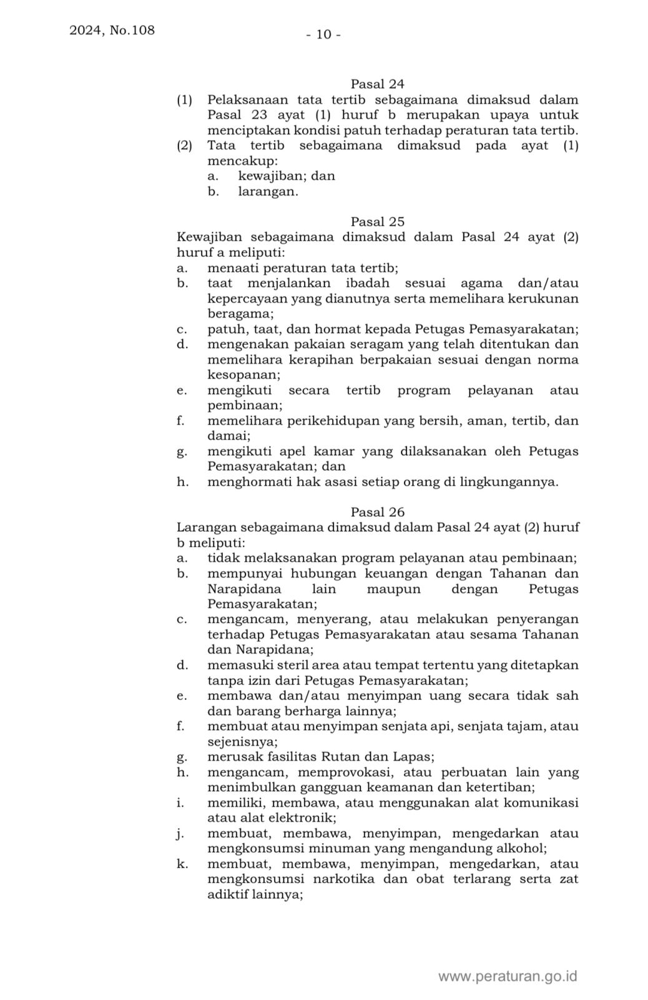 2024, No.108
- 10 -
Pasal 24
(1) Pelaksanaan tata tertib sebagaimana dimaksud dalam
Pasal 23 ayat (1) huruf b merupakan upaya untuk
menciptakan kondisi patuh terhadap peraturan tata tertib.
(2) Tata tertib sebagaimana dimaksud pada ayat (1)
mencakup:
a. kewajiban; dan
b. larangan.
Pasal 25
Kewajiban sebagaimana dimaksud dalam Pasal 24 ayat (2)
huruf a meliputi:
a. menaati peraturan tata tertib;
b. taat menjalankan ibadah sesuai agama dan/atau
kepercayaan yang dianutnya serta memelihara kerukunan
beragama;
c. patuh, taat, dan hormat kepada Petugas Pemasyarakatan;
d. mengenakan pakaian seragam yang telah ditentukan dan
memelihara kerapihan berpakaian sesuai dengan norma
kesopanan;
e. mengikuti secara tertib program pelayanan atau
pembinaan;
f. memelihara perikehidupan yang bersih, aman, tertib, dan
damai;
g. mengikuti apel kamar yang dilaksanakan oleh Petugas
Pemasyarakatan; dan
h. menghormati hak asasi setiap orang di lingkungannya.
Pasal 26
Larangan sebagaimana dimaksud dalam Pasal 24 ayat (2) huruf
b meliputi:
a. tidak melaksanakan program pelayanan atau pembinaan;
b. mempunyai hubungan keuangan dengan Tahanan dan
Narapidana lain maupun dengan Petugas
Pemasyarakatan;
c. mengancam, menyerang, atau melakukan penyerangan
terhadap Petugas Pemasyarakatan atau sesama Tahanan
dan Narapidana;
d. memasuki steril area atau tempat tertentu yang ditetapkan
tanpa izin dari Petugas Pemasyarakatan;
e. membawa dan/atau menyimpan uang secara tidak sah
dan barang berharga lainnya;
f. membuat atau menyimpan senjata api, senjata tajam, atau
sejenisnya;
g. merusak fasilitas Rutan dan Lapas;
h. mengancam, memprovokasi, atau perbuatan lain yang
menimbulkan gangguan keamanan dan ketertiban;
i. memiliki, membawa, atau menggunakan alat komunikasi
atau alat elektronik;
j. membuat, membawa, menyimpan, mengedarkan atau
mengkonsumsi minuman yang mengandung alkohol;
k. membuat, membawa, menyimpan, mengedarkan, atau
mengkonsumsi narkotika dan obat terlarang serta zat
adiktif lainnya;
www.peraturan.go.id